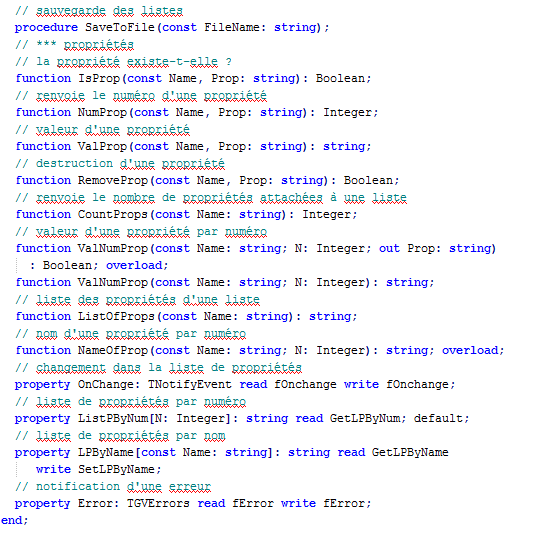 // sauvegarde des listes
procedure SaveToFile(const FileName: string);
// *** propriétés
// la propriété existe-t-elle ?
function IsProp(const Name, Prop: string): Boolean;
// renvoie le numéro d'une propriété
function NumProp(const Name, Prop: string): Integer;
// valeur d'une propriété
function ValProp(const Name, Prop: string): string;
// destruction d'une propriété
function RemoveProp(const Name, Prop: string): Boolean;
// renvoie le nombre de propriétés attachées à une liste
function CountProps(const Name: string): Integer;
// valeur d'une propriété par numéro
function ValNumProp(const Name: string; N: Integer; out Prop: string)
: Boolean; overload;
function ValNumProp(const Name: string; N: Integer): string;
// liste des propriétés d'une liste
function ListOfProps(const Name: string): string;
// nom d'une propriété par numéro
function NameOfProp(const Name: string; N: Integer): string; overload;
// changement dans la liste de propriétés
property OnChange: TNotifyEvent read fOnchange write fOnchange;
// liste de propriétés par numéro
property ListPByNum[N: Integer]: string read GetLPByNum; default;
// liste de propriétés par nom
property LPByName[const Name: string]: string read GetLPByName
write SetLPByName;
// notification d'une erreur
property Error: TGVErrors read fError write fError;
end;